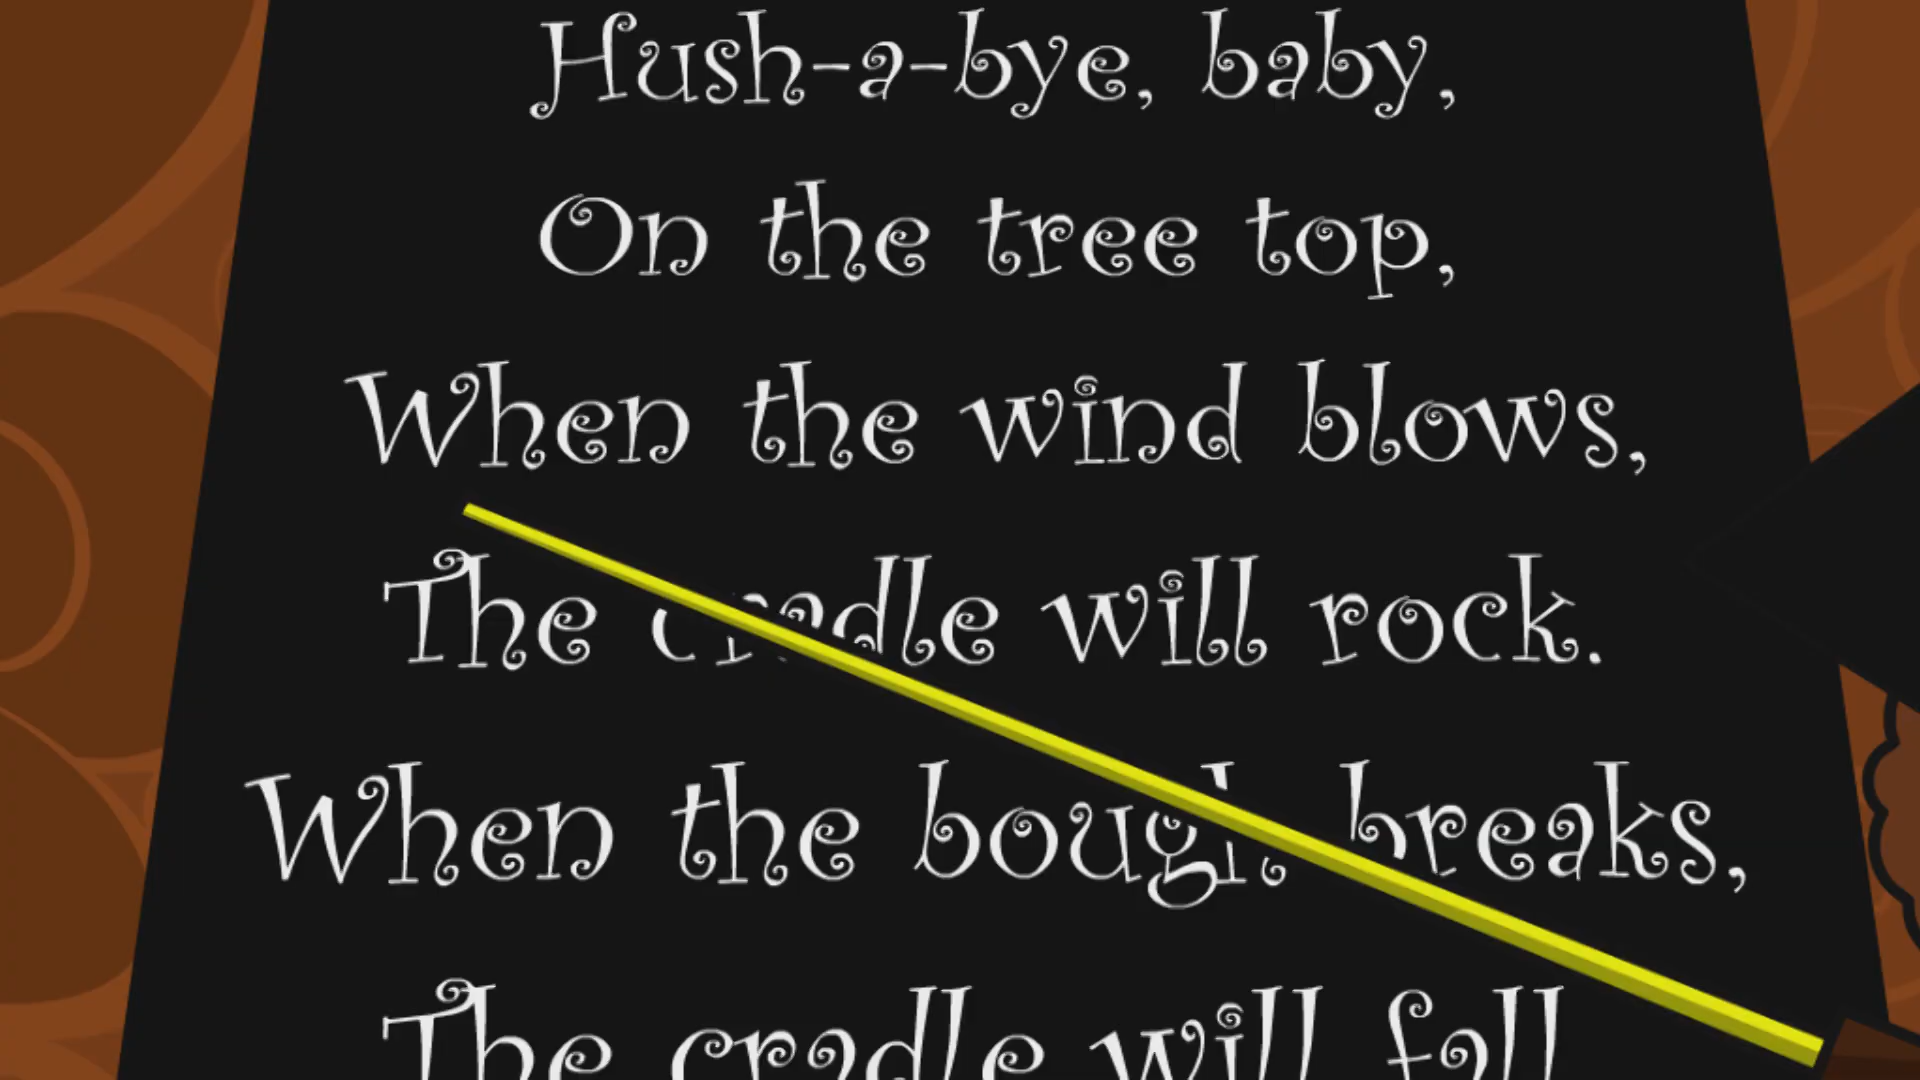 Hush-a-bye, baby,
On the tree top,
When the wind blows,
The cradle will rock.
When the bough breaks,
The cradle will fall